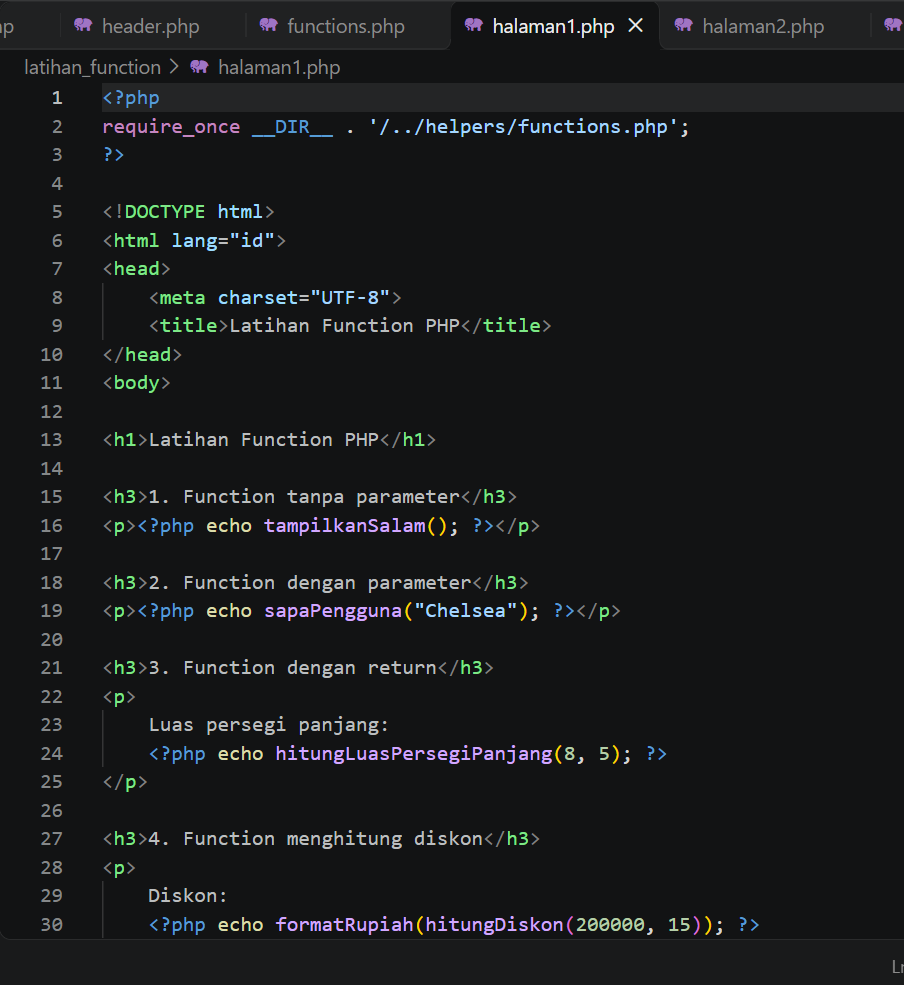 header.php functions.php halaman1.php halaman2.php
latihan_function > halaman1.php
1 <?php
2 require_once __DIR__ . '/../helpers/functions.php';
3 ?>
4
5 <!DOCTYPE html>
6 <html lang="id">
7 <head>
8     <meta charset="UTF-8">
9     <title>Latihan Function PHP</title>
10 </head>
11 <body>
12
13 <h1>Latihan Function PHP</h1>
14
15 <h3>1. Function tanpa parameter</h3>
16 <p><?php echo tampilkanSalam(); ?></p>
17
18 <h3>2. Function dengan parameter</h3>
19 <p><?php echo sapaPengguna("Chelsea"); ?></p>
20
21 <h3>3. Function dengan return</h3>
22 <p>
23     Luas persegi panjang:
24     <?php echo hitungLuasPersegiPanjang(8, 5); ?>
25 </p>
26
27 <h3>4. Function menghitung diskon</h3>
28 <p>
29     Diskon:
30     <?php echo formatRupiah(hitungDiskon(200000, 15)); ?>